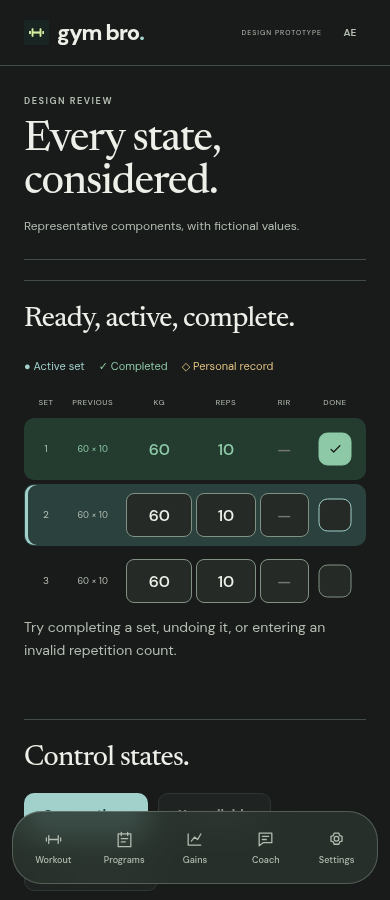 gym bro.
DESIGN PROTOTYPE
AE
DESIGN REVIEW
Every state,
considered.
Representative components, with fictional values.
Ready, active, complete.
● Active set ✓ Completed ◇ Personal record
SET PREVIOUS KG REPS RIR DONE
1 60 × 10 60 10 — ✓
2 60 × 10 60 10 —
3 60 × 10 60 10 —
Try completing a set, undoing it, or entering an
invalid repetition count.
Control states.
Workout Programs Gains Coach Settings